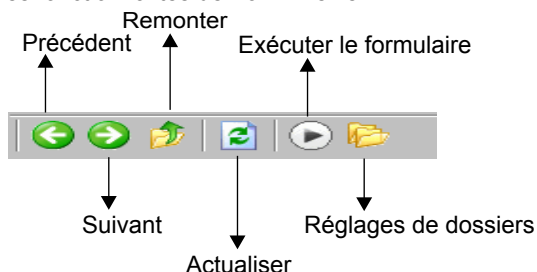 Remonter
Précédent
Exécuter le formulaire
Suivant
Réglages de dossiers
Actualiser